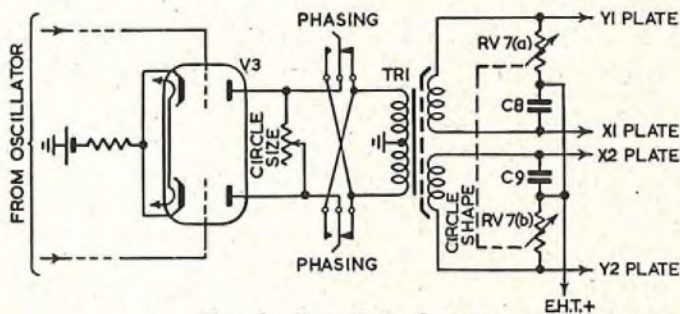 PHASING
Y1 PLATE
RV 7(a)
V3
TR1
FROM OSCILLATOR
CIRCLE
SIZE
C8
X1 PLATE
X2 PLATE
C9
CIRCLE
SHAPE
RV 7(b)
PHASING
Y2 PLATE
E.H.T.+